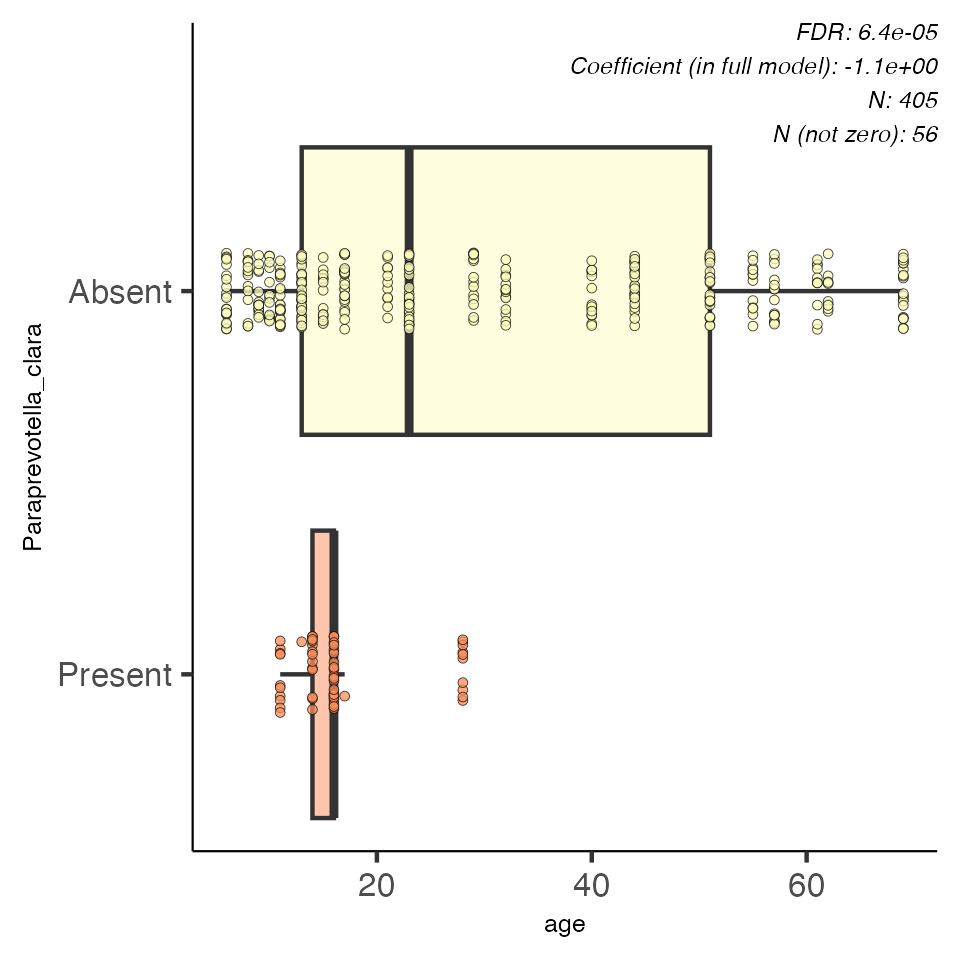 FDR: 6.4e-05
Coefficient (in full model): -1.1e+00
N: 405
N (not zero): 56
Paraprevotella_clara
Absent
Present
20 40 60
age